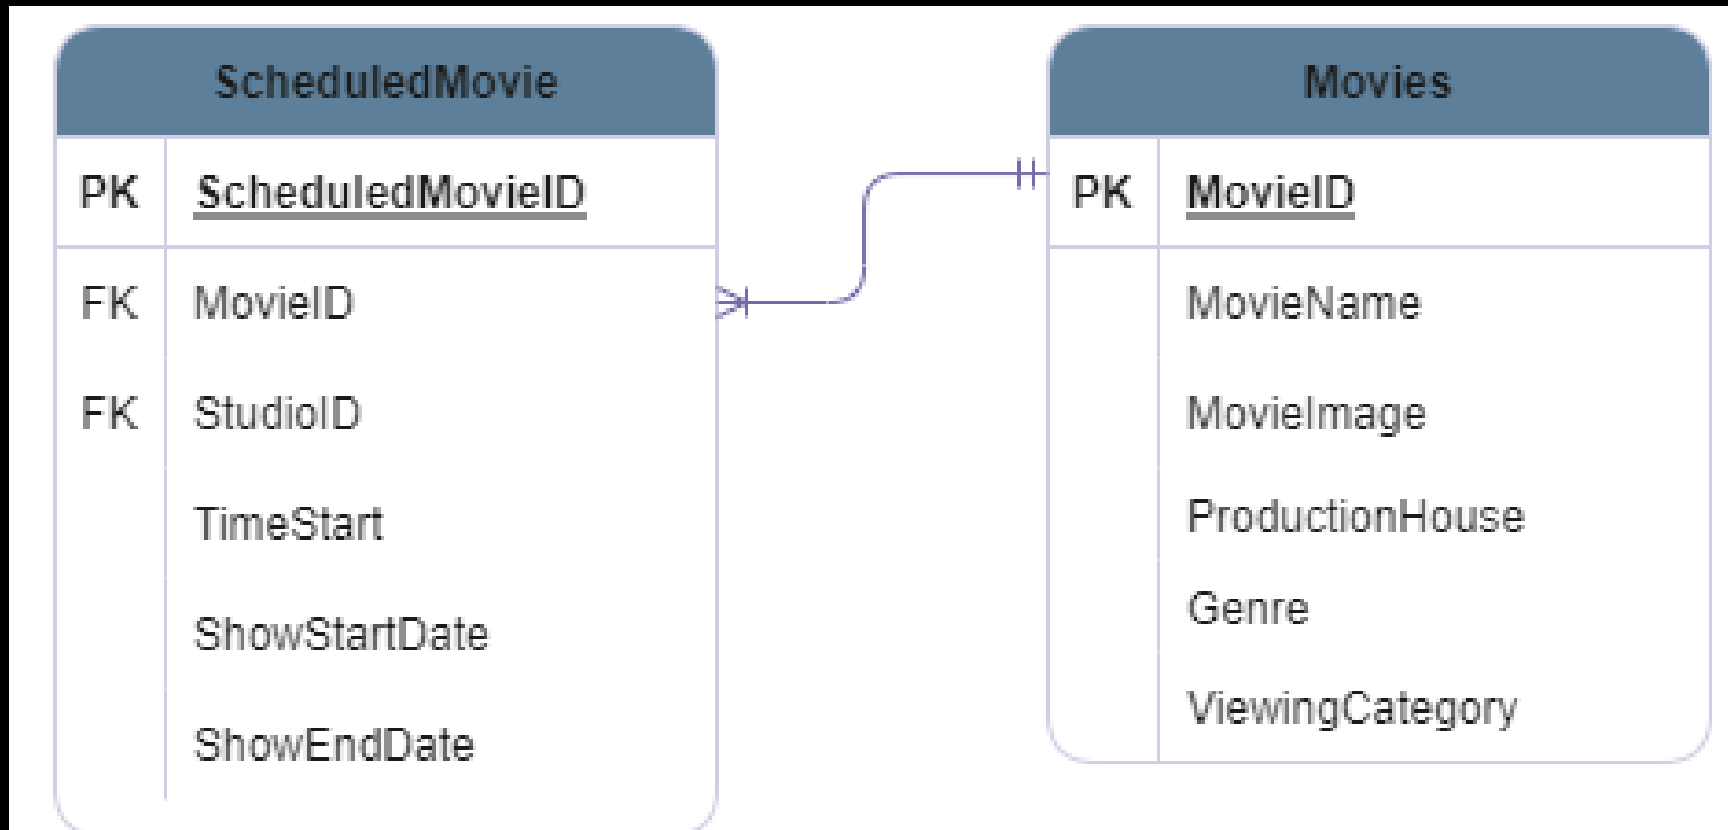 ScheduledMovie
PK ScheduledMovieID
FK MovieID
FK StudioID
TimeStart
ShowStartDate
ShowEndDate
Movies
PK MovieID
MovieName
MovieImage
ProductionHouse
Genre
ViewingCategory